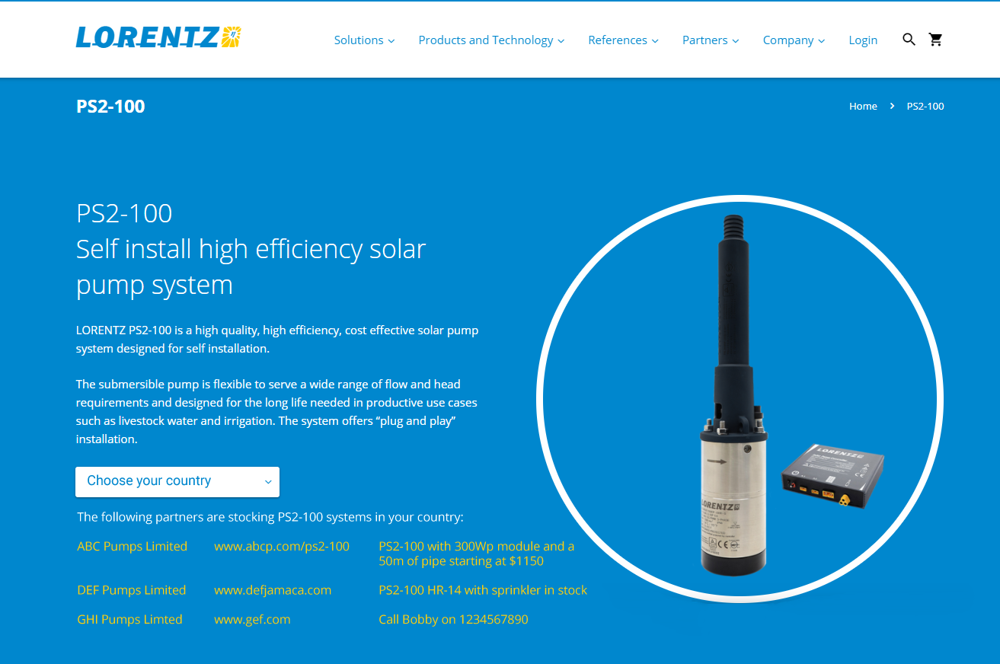 LORENTZ
Solutions
Products and Technology
References
Partners
Company
Login
PS2-100
Home
PS2-100
PS2-100
Self install high efficiency solar
pump system
LORENTZ PS2-100 is a high quality, high efficiency, cost effective solar pump
system designed for self installation.
The submersible pump is flexible to serve a wide range of flow and head
requirements and designed for the long life needed in productive use cases
such as livestock water and irrigation. The system offers “plug and play”
installation.
Choose your country
The following partners are stocking PS2-100 systems in your country:
ABC Pumps Limited www.abcp.com/ps2-100 PS2-100 with 300Wp module and a
50m of pipe starting at $1150
DEF Pumps Limited www.defjamaca.com PS2-100 HR-14 with sprinkler in stock
GHI Pumps Limted www.gef.com Call Bobby on 1234567890
LORENTZ
LORENTZ